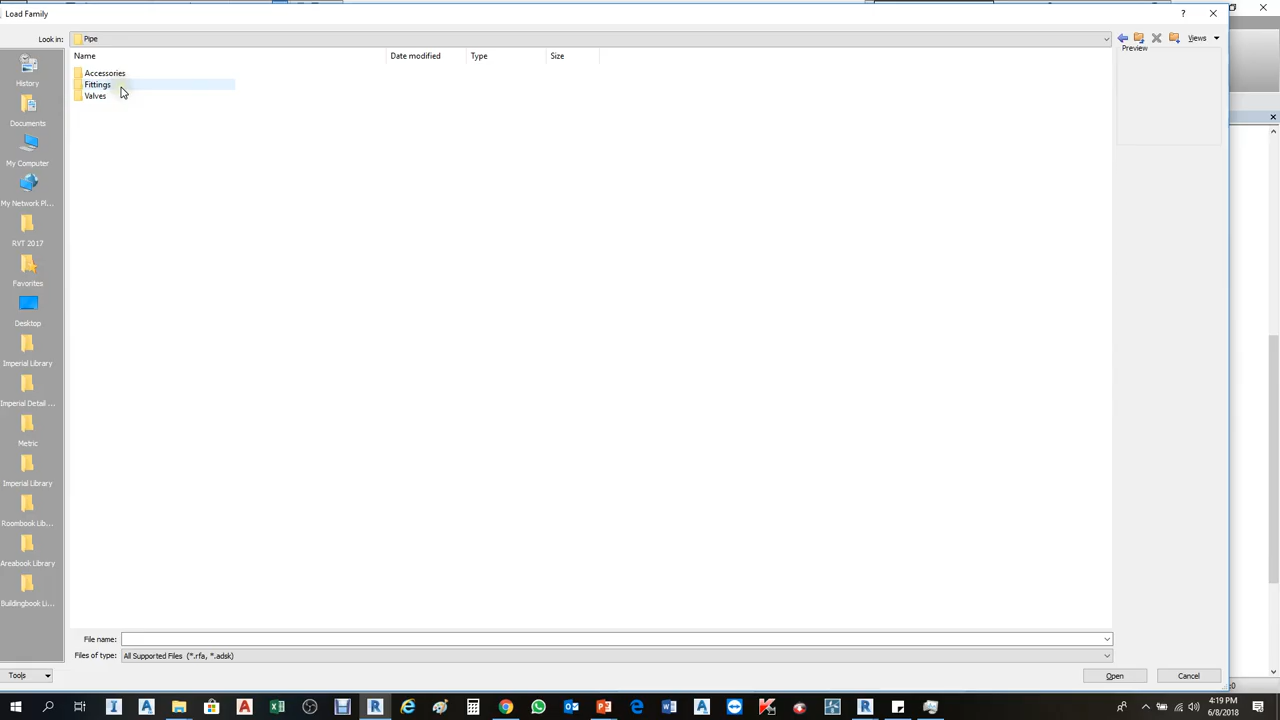 Load Family
?
Look in:
Pipe
Views
Name
Date modified
Type
Size
Preview
Accessories
Fittings
Valves
History
Documents
My Computer
My Network Pl...
RVT 2017
Favorites
Desktop
Imperial Library
Imperial Detail ...
Metric
Imperial Library
Roombook Lib...
Areabook Library
Buildingbook Li...
File name:
Files of type:
All Supported Files (*.rfa, *.adsk)
Tools
Open
Cancel
:0
4:19 PM
6/8/2018